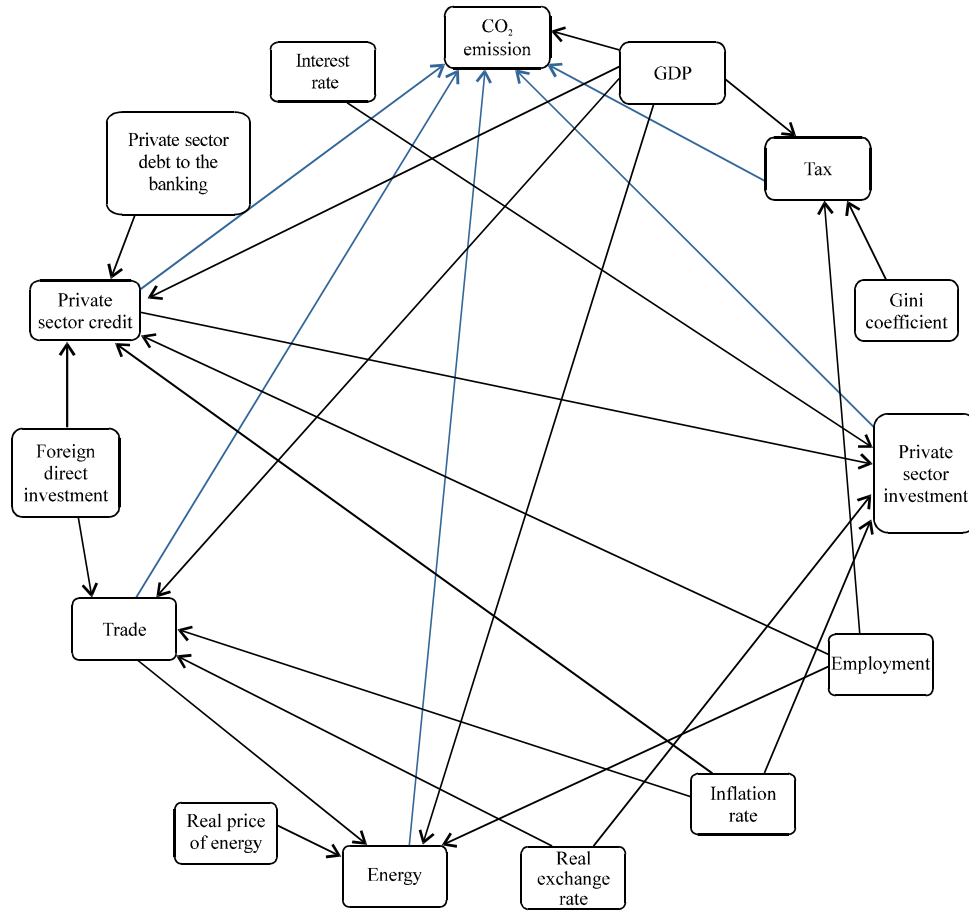 CO₂
emission
Interest
rate
GDP
Private sector
debt to the
banking
Tax
Private
sector credit
Gini
coefficient
Foreign
direct
investment
Private
sector
investment
Trade
Employment
Inflation
rate
Real price
of energy
Energy
Real
exchange
rate